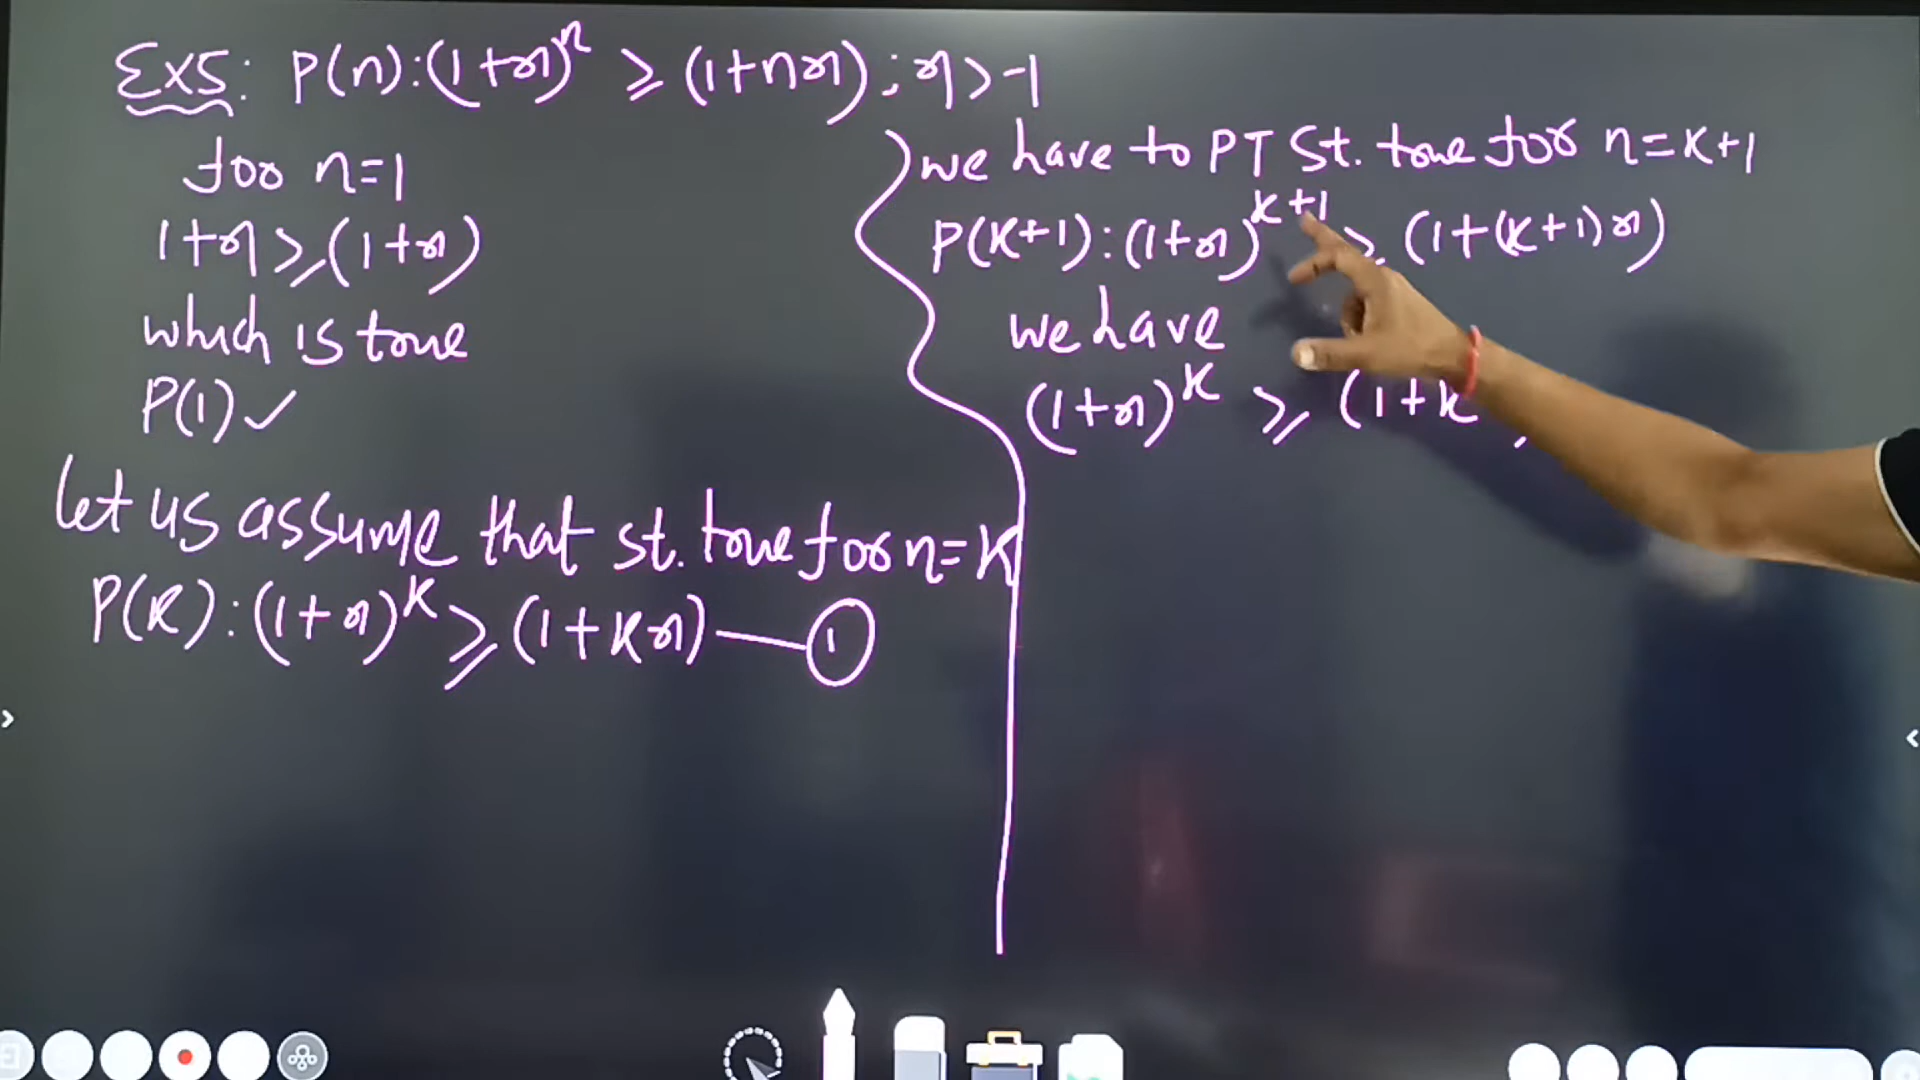 Ex5: P(n): (1+x)^n ≥ (1+nx) ; x > -1
for n=1
1+x ≥ (1+x)
which is true
P(1) ✓
let us assume that st. true for n=K
P(K): (1+x)^K ≥ (1+Kx) — ①
we have to PT St. true for n=K+1
P(K+1): (1+x)^K+1 ≥ (1+(K+1)x)
we have
(1+x)^K ≥ (1+K